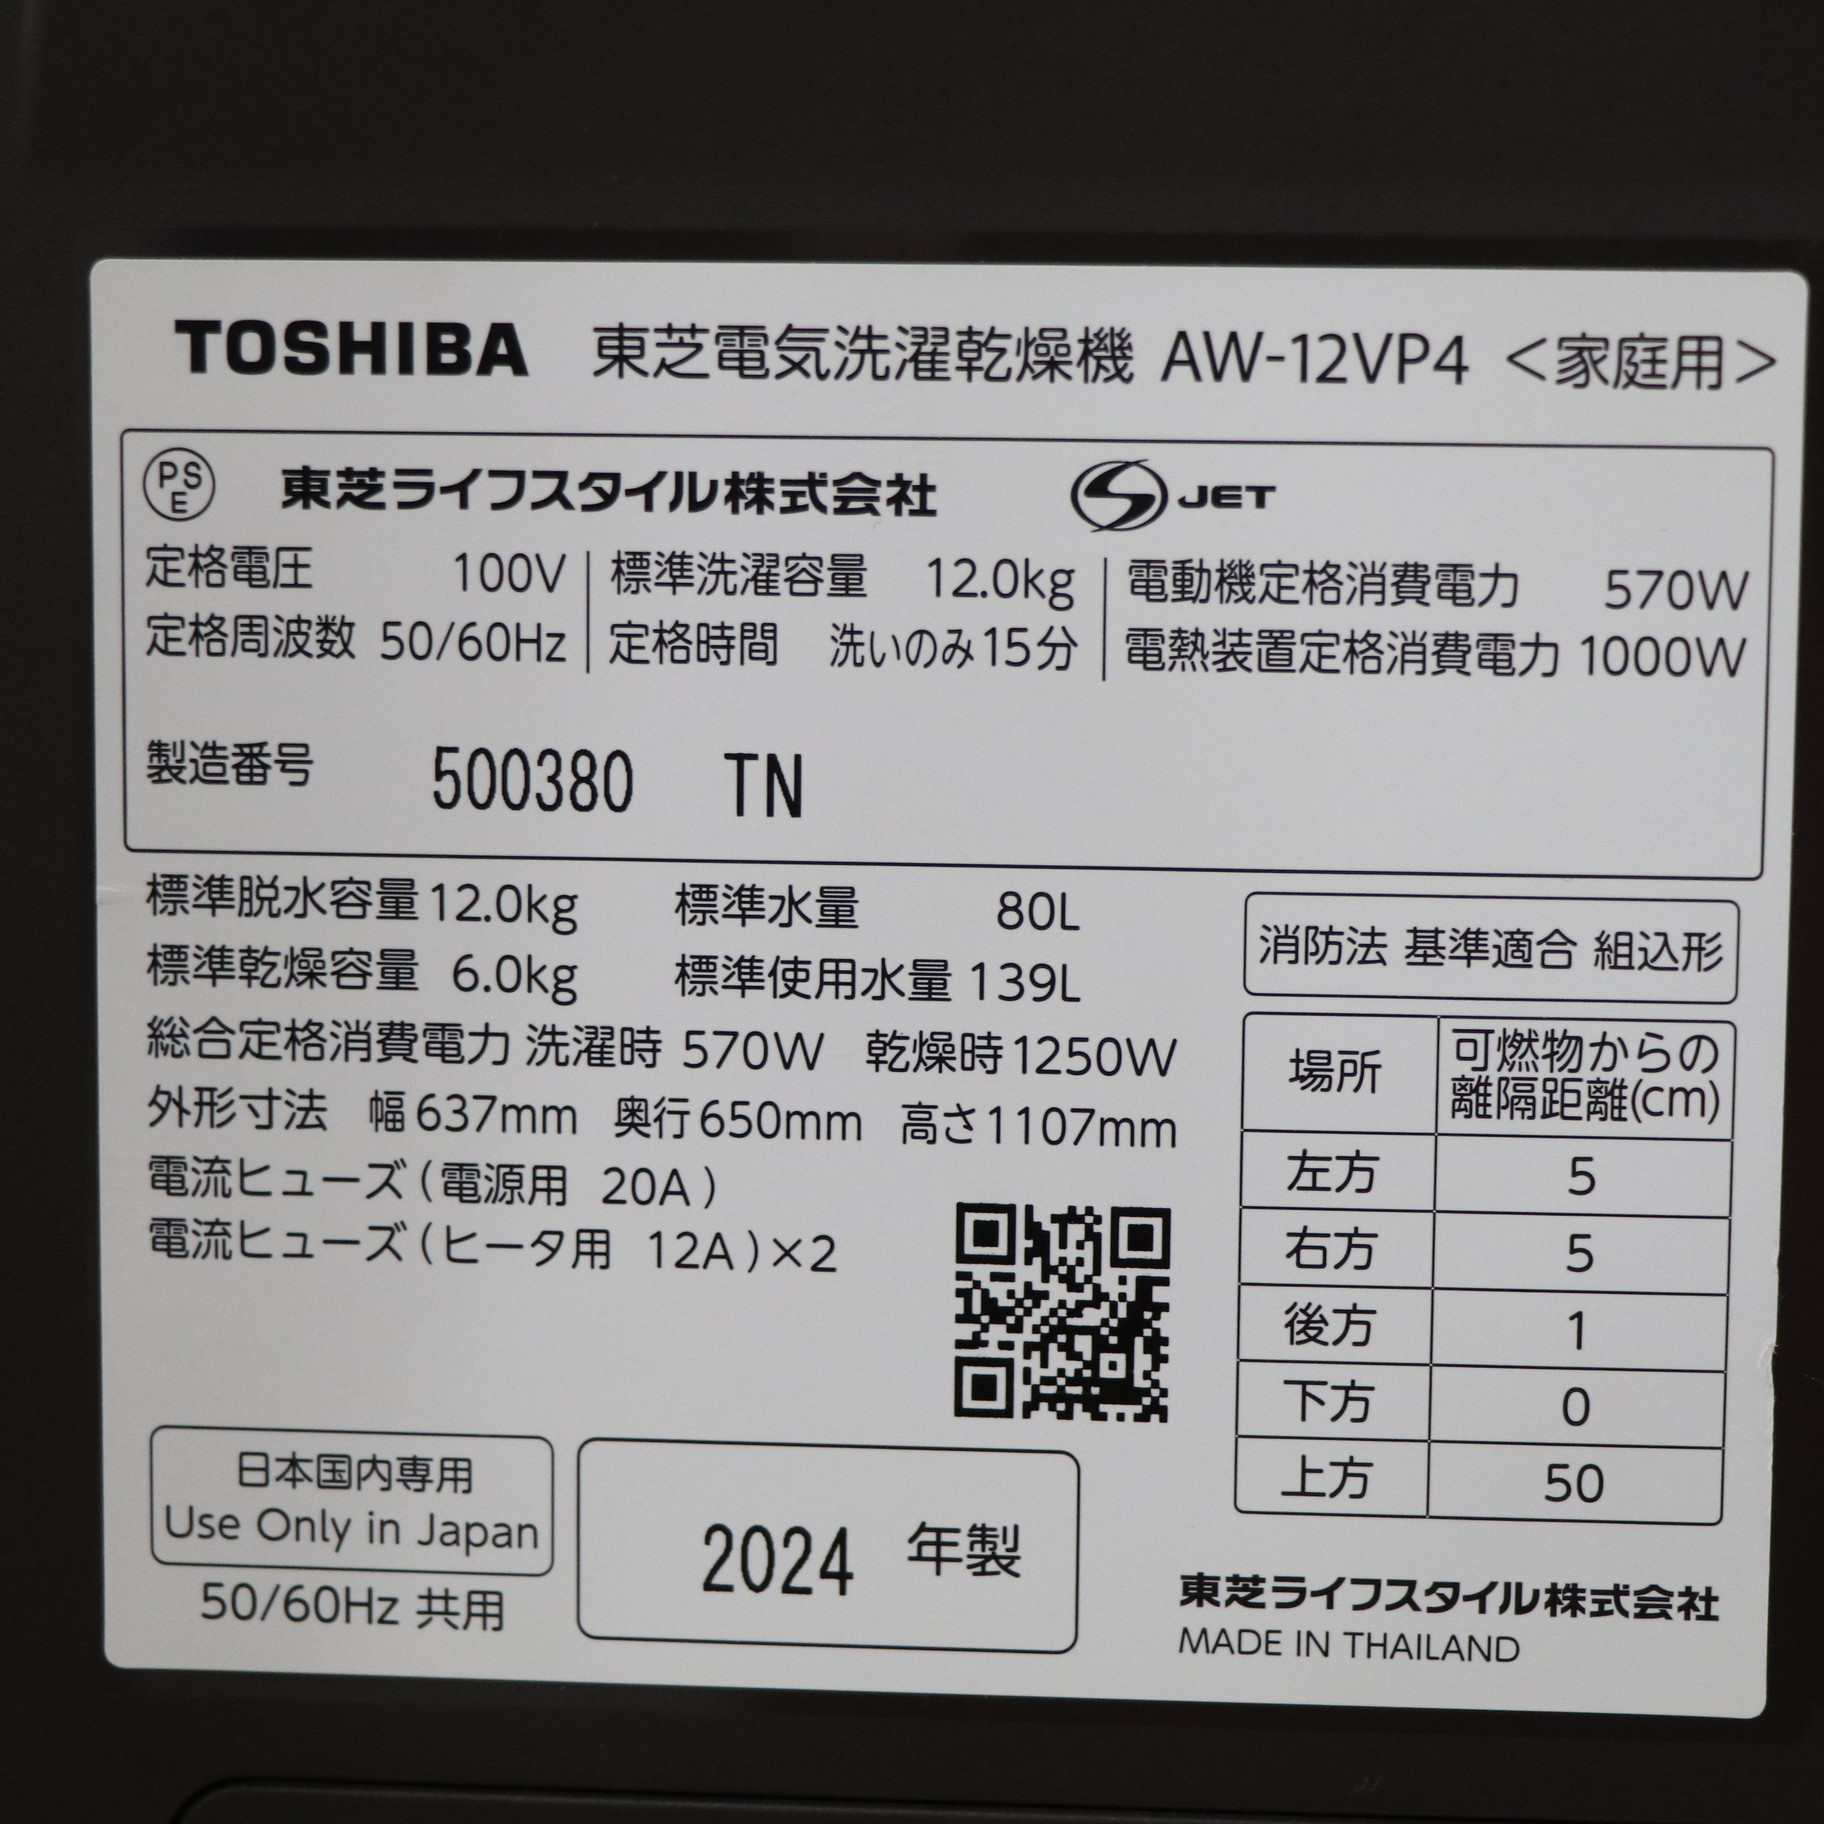 TOSHIBA 東芝電気洗濯乾燥機 AW-12VP4 <家庭用>
PSE 東芝ライフスタイル株式会社 S JET
定格電圧 100V 標準洗濯容量 12.0kg 電動機定格消費電力 570W
定格周波数 50/60Hz 定格時間 洗いのみ15分 電熱装置定格消費電力 1000W
製造番号 500380 TN
標準脱水容量 12.0kg 標準水量 80L
標準乾燥容量 6.0kg 標準使用水量 139L
総合定格消費電力 洗濯時 570W 乾燥時1250W
外形寸法 幅637mm 奥行650mm 高さ1107mm
電流ヒューズ(電源用 20A)
電流ヒューズ(ヒータ用 12A)×2
消防法 基準適合 組込形
場所 可燃物からの
離隔距離(cm)
左方 5
右方 5
後方 1
下方 0
上方 50
日本国内専用
Use Only in Japan
50/60Hz 共用
2024 年製
東芝ライフスタイル株式会社
MADE IN THAILAND